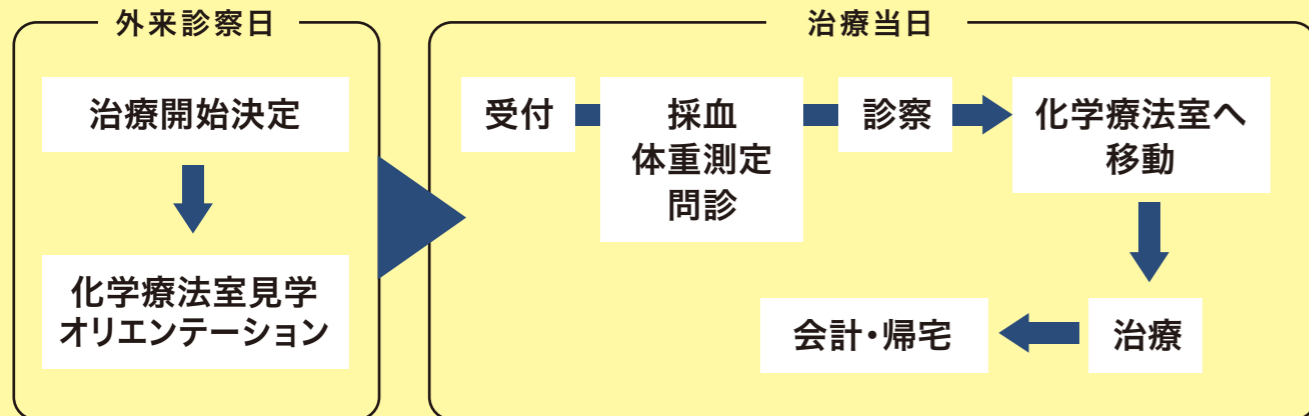 外来診察日
治療開始決定
化学療法室見学
オリエンテーション
治療当日
受付
採血
体重測定
問診
診察
化学療法室へ
移動
治療
会計・帰宅